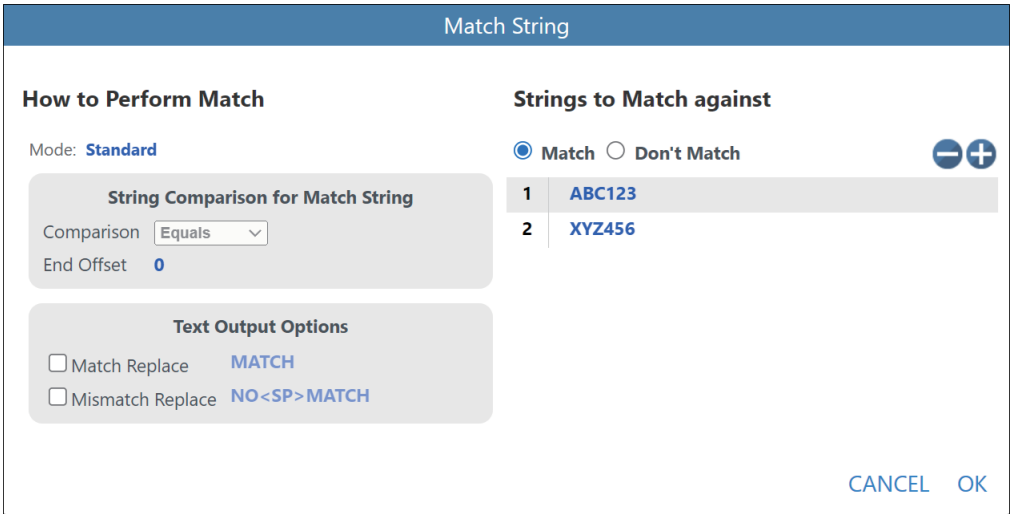 Match String
How to Perform Match
Mode: Standard
String Comparison for Match String
Comparison Equals
End Offset 0
Text Output Options
Match Replace MATCH
Mismatch Replace NO<SP>MATCH
Strings to Match against
Match Don't Match
1 ABC123
2 XYZ456
CANCEL OK